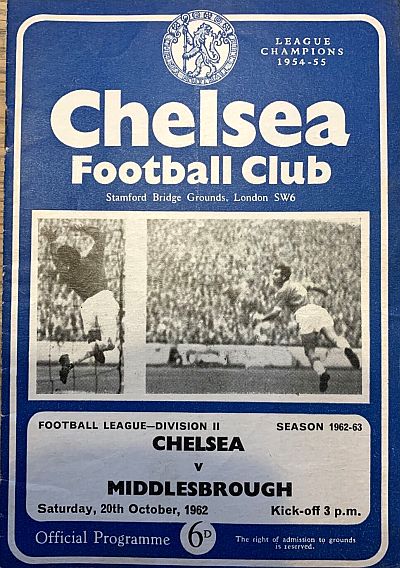 LEAGUE
CHAMPIONS
1954-55
Chelsea
Football Club
Stamford Bridge Grounds, London SW6
FOOTBALL LEAGUE—DIVISION II SEASON 1962-63
CHELSEA
v
MIDDLESBROUGH
Saturday, 20th October, 1962 Kick-off 3 p.m.
Official Programme 6D The right of admission to grounds
is reserved.